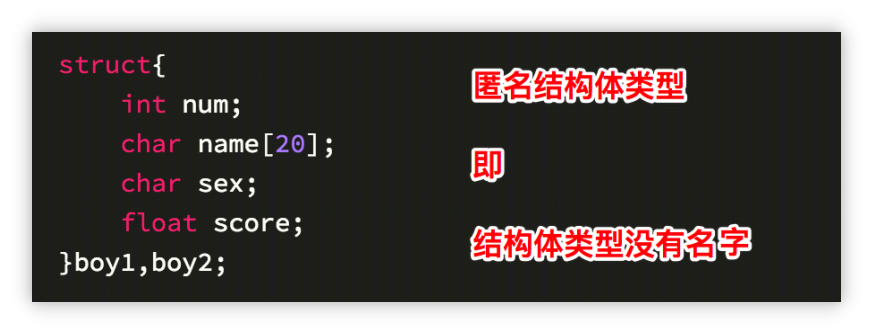 struct{
    int num;
    char name[20];
    char sex;
    float score;
}boy1,boy2;
匿名结构体类型
即
结构体类型没有名字